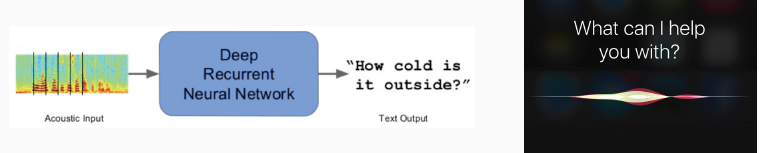 Deep
Recurrent
Neural Network
“How cold is
it outside?”
Acoustic Input
Text Output
What can I help
you with?